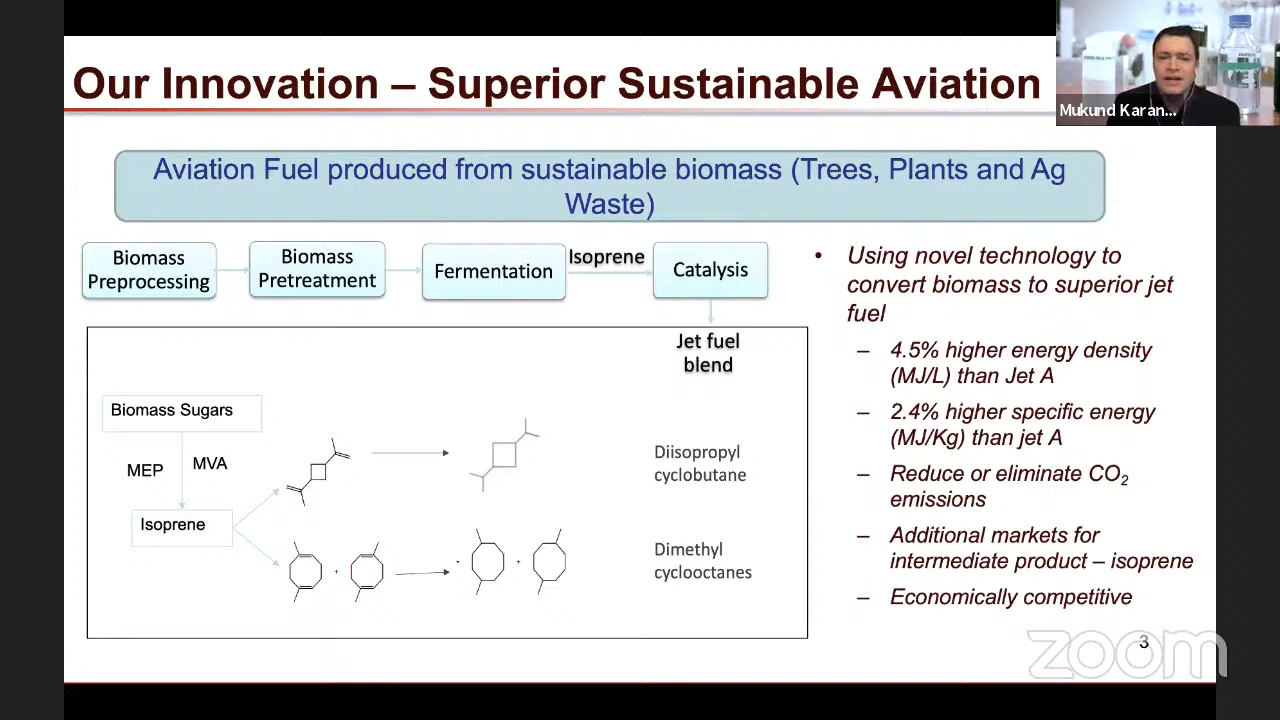 Our Innovation – Superior Sustainable Aviation
Mukund Karan...
Aviation Fuel produced from sustainable biomass (Trees, Plants and Ag
Waste)
Biomass
Preprocessing
Biomass
Pretreatment
Fermentation
Isoprene
Catalysis
Jet fuel
blend
Biomass Sugars
MEP
MVA
Isoprene
Diisopropyl
cyclobutane
+
+
Dimethyl
cyclooctanes
• Using novel technology to
convert biomass to superior jet
fuel
– 4.5% higher energy density
(MJ/L) than Jet A
– 2.4% higher specific energy
(MJ/Kg) than jet A
– Reduce or eliminate CO₂
emissions
– Additional markets for
intermediate product – isoprene
– Economically competitive
3
zoom